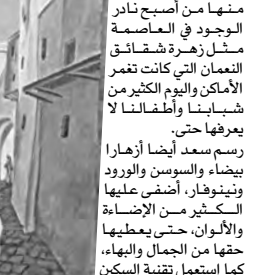 منها من أصبح نادر
الوجود في العاصمة
مثل زهرة شقائق
النعمان التي كانت تغمر
الأماكن واليوم الكثير من
شبابنا وأطفالنا لا
يعرفها حتى.
رسم سعد أيضا أزهارا
بيضاء والسوسن والورود
ونينوفار، أضفى عليها
الكثير من الإضاءة
والألوان، حتى يعطيها
حقها من الجمال والبهاء،
كما استعمل تقنية السكين